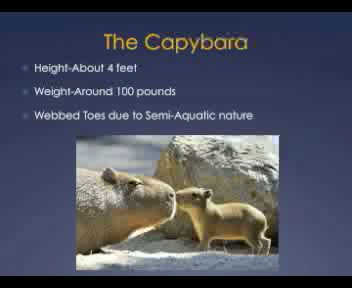 The Capybara
Height-About 4 feet
Weight-Around 100 pounds
Webbed Toes due to Semi-Aquatic nature